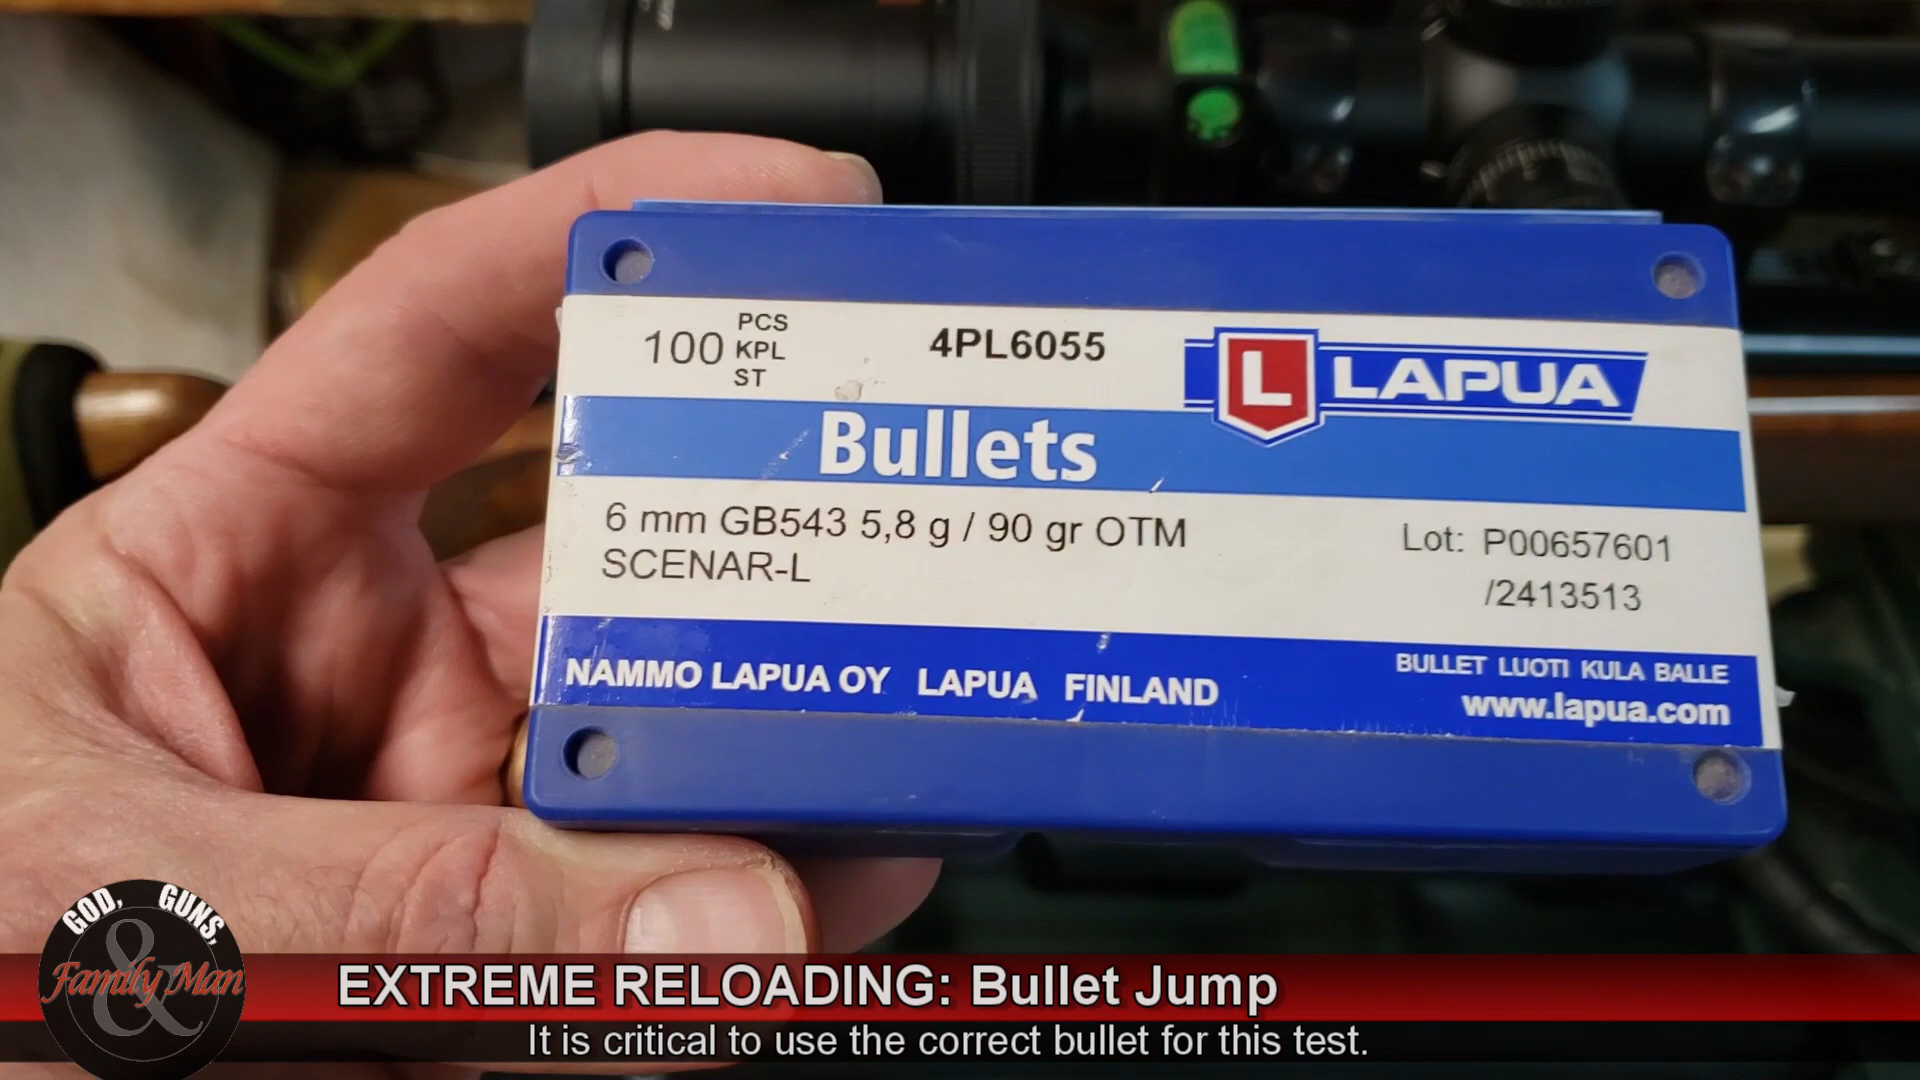 100 PCS KPL ST
4PL6055
L LAPUA
Bullets
6 mm GB543 5,8 g / 90 gr OTM
SCENAR-L
Lot: P00657601
/2413513
NAMMO LAPUA OY LAPUA FINLAND
BULLET LUOTI KULA BALLE
www.lapua.com
GOD, GUNS,
&
Family Man
EXTREME RELOADING: Bullet Jump
It is critical to use the correct bullet for this test.